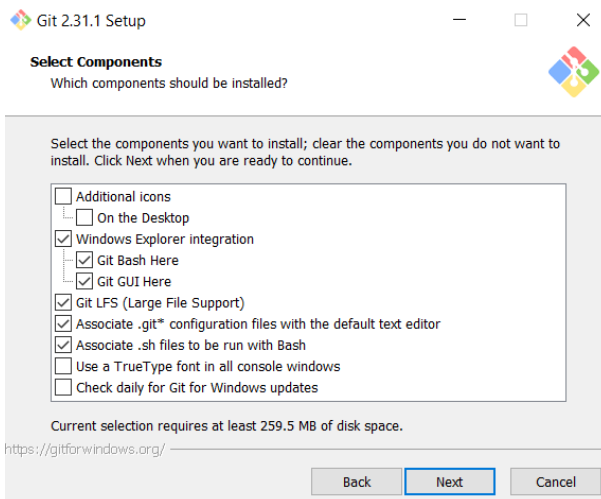 Git 2.31.1 Setup
Select Components
Which components should be installed?
Select the components you want to install; clear the components you do not want to
install. Click Next when you are ready to continue.
Additional icons
On the Desktop
Windows Explorer integration
Git Bash Here
Git GUI Here
Git LFS (Large File Support)
Associate .git* configuration files with the default text editor
Associate .sh files to be run with Bash
Use a TrueType font in all console windows
Check daily for Git for Windows updates
Current selection requires at least 259.5 MB of disk space.
https://gitforwindows.org/
Back Next Cancel